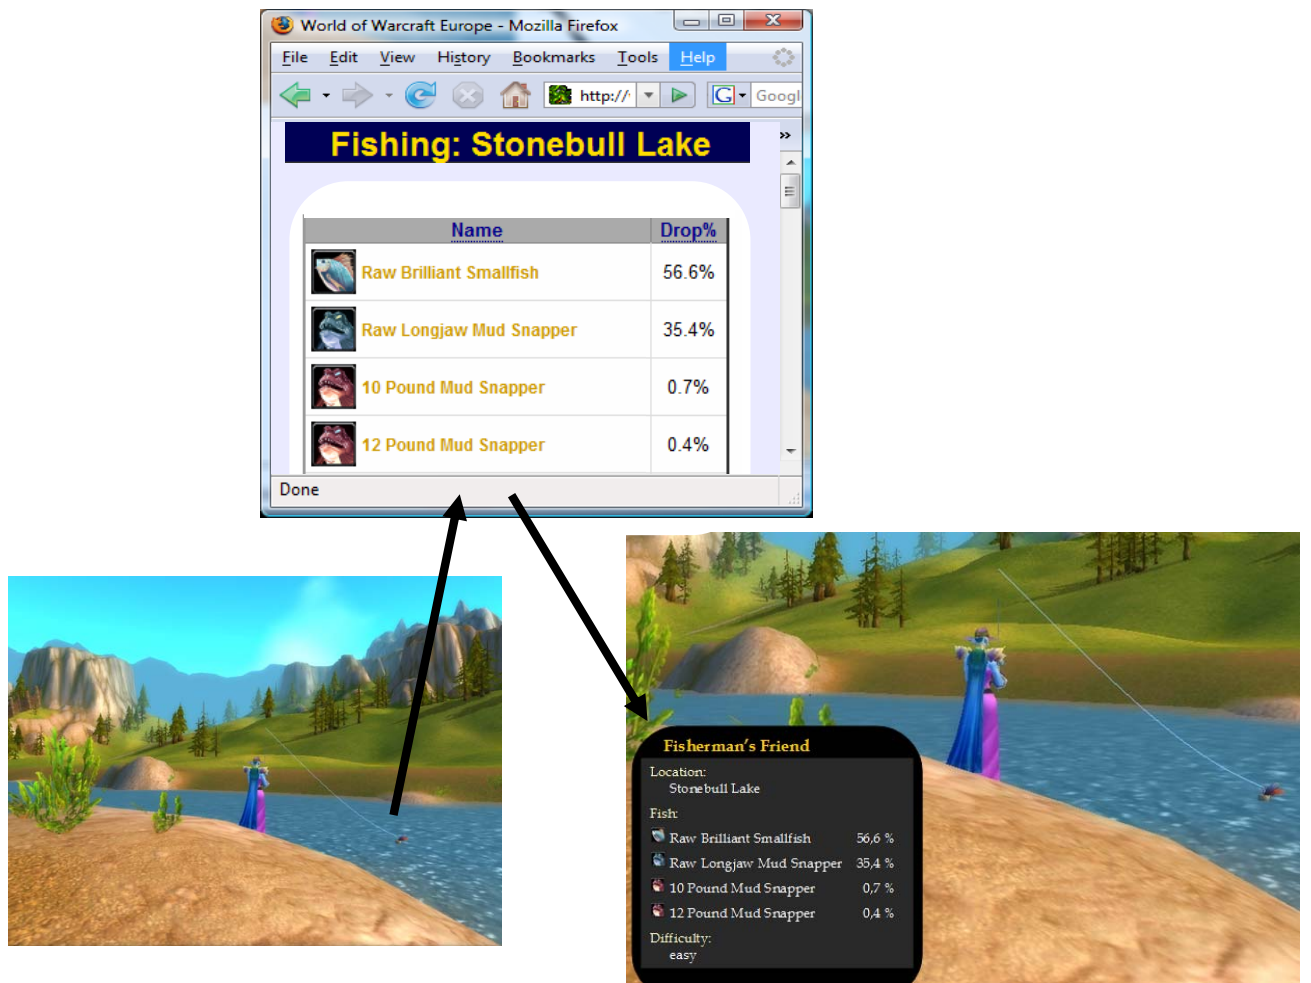 World of Warcraft Europe - Mozilla Firefox
File Edit View History Bookmarks Tools Help
http:// G Googl
Fishing: Stonebull Lake »
Name Drop%
Raw Brilliant Smallfish 56.6%
Raw Longjaw Mud Snapper 35.4%
10 Pound Mud Snapper 0.7%
12 Pound Mud Snapper 0.4%
Done
Fisherman's Friend
Location:
Stonebull Lake
Fish:
Raw Brilliant Smallfish 56,6 %
Raw Longjaw Mud Snapper 35,4 %
10 Pound Mud Snapper 0,7 %
12 Pound Mud Snapper 0,4 %
Difficulty:
easy